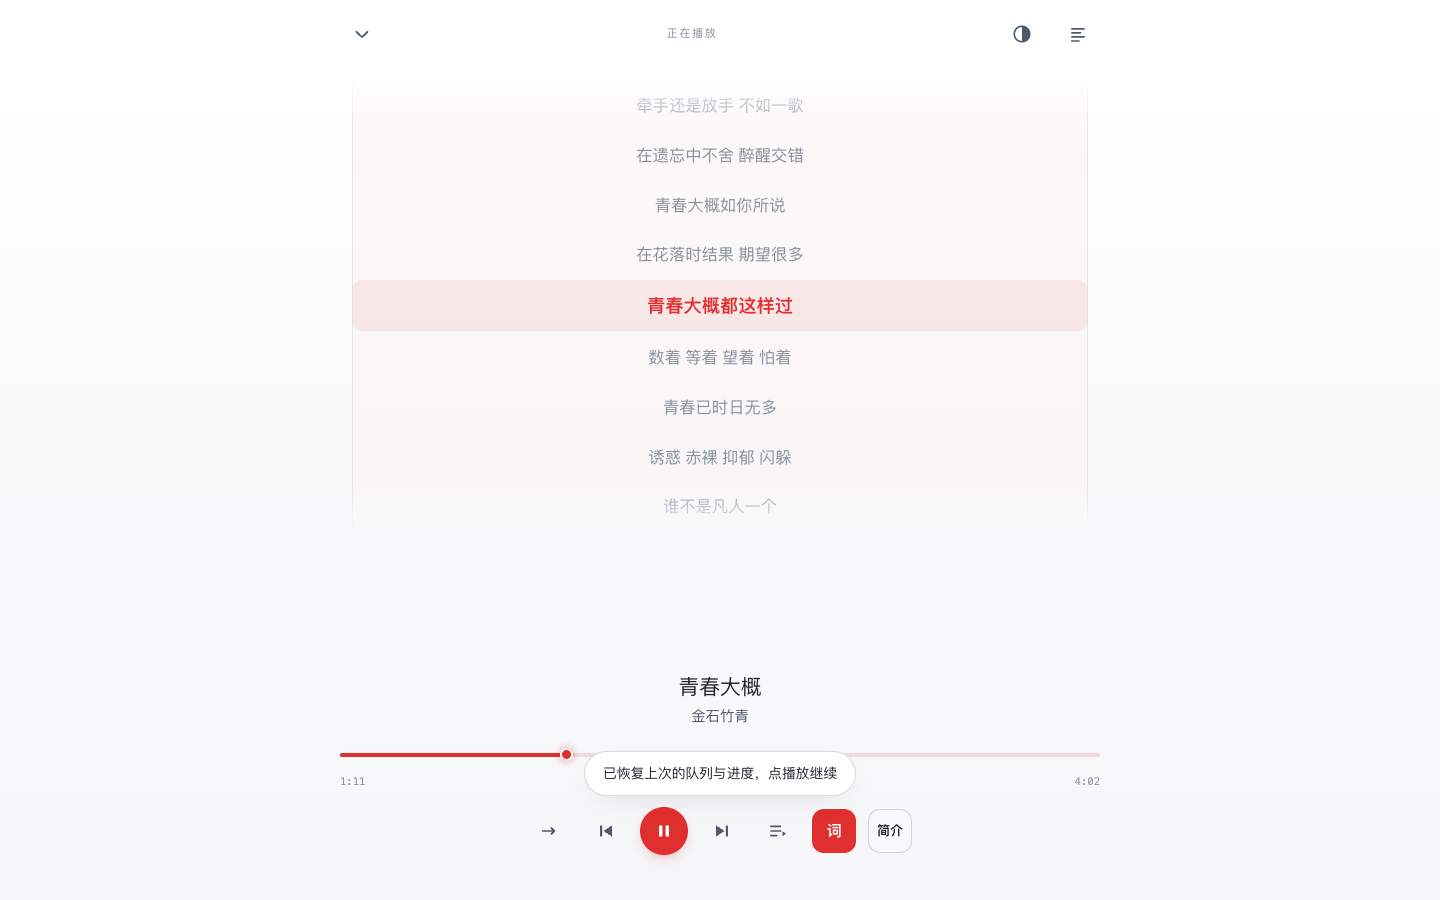 正在播放
牵手还是放手 不如一歌
在遗忘中不舍 醉醒交错
青春大概如你所说
在花落时结果 期望很多
青春大概都这样过
数着 等着 望着 怕着
青春已时日无多
诱惑 赤裸 抑郁 闪躲
谁不是凡人一个
青春大概
金石竹青
已恢复上次的队列与进度，点播放继续
1:11
4:02
词
简介